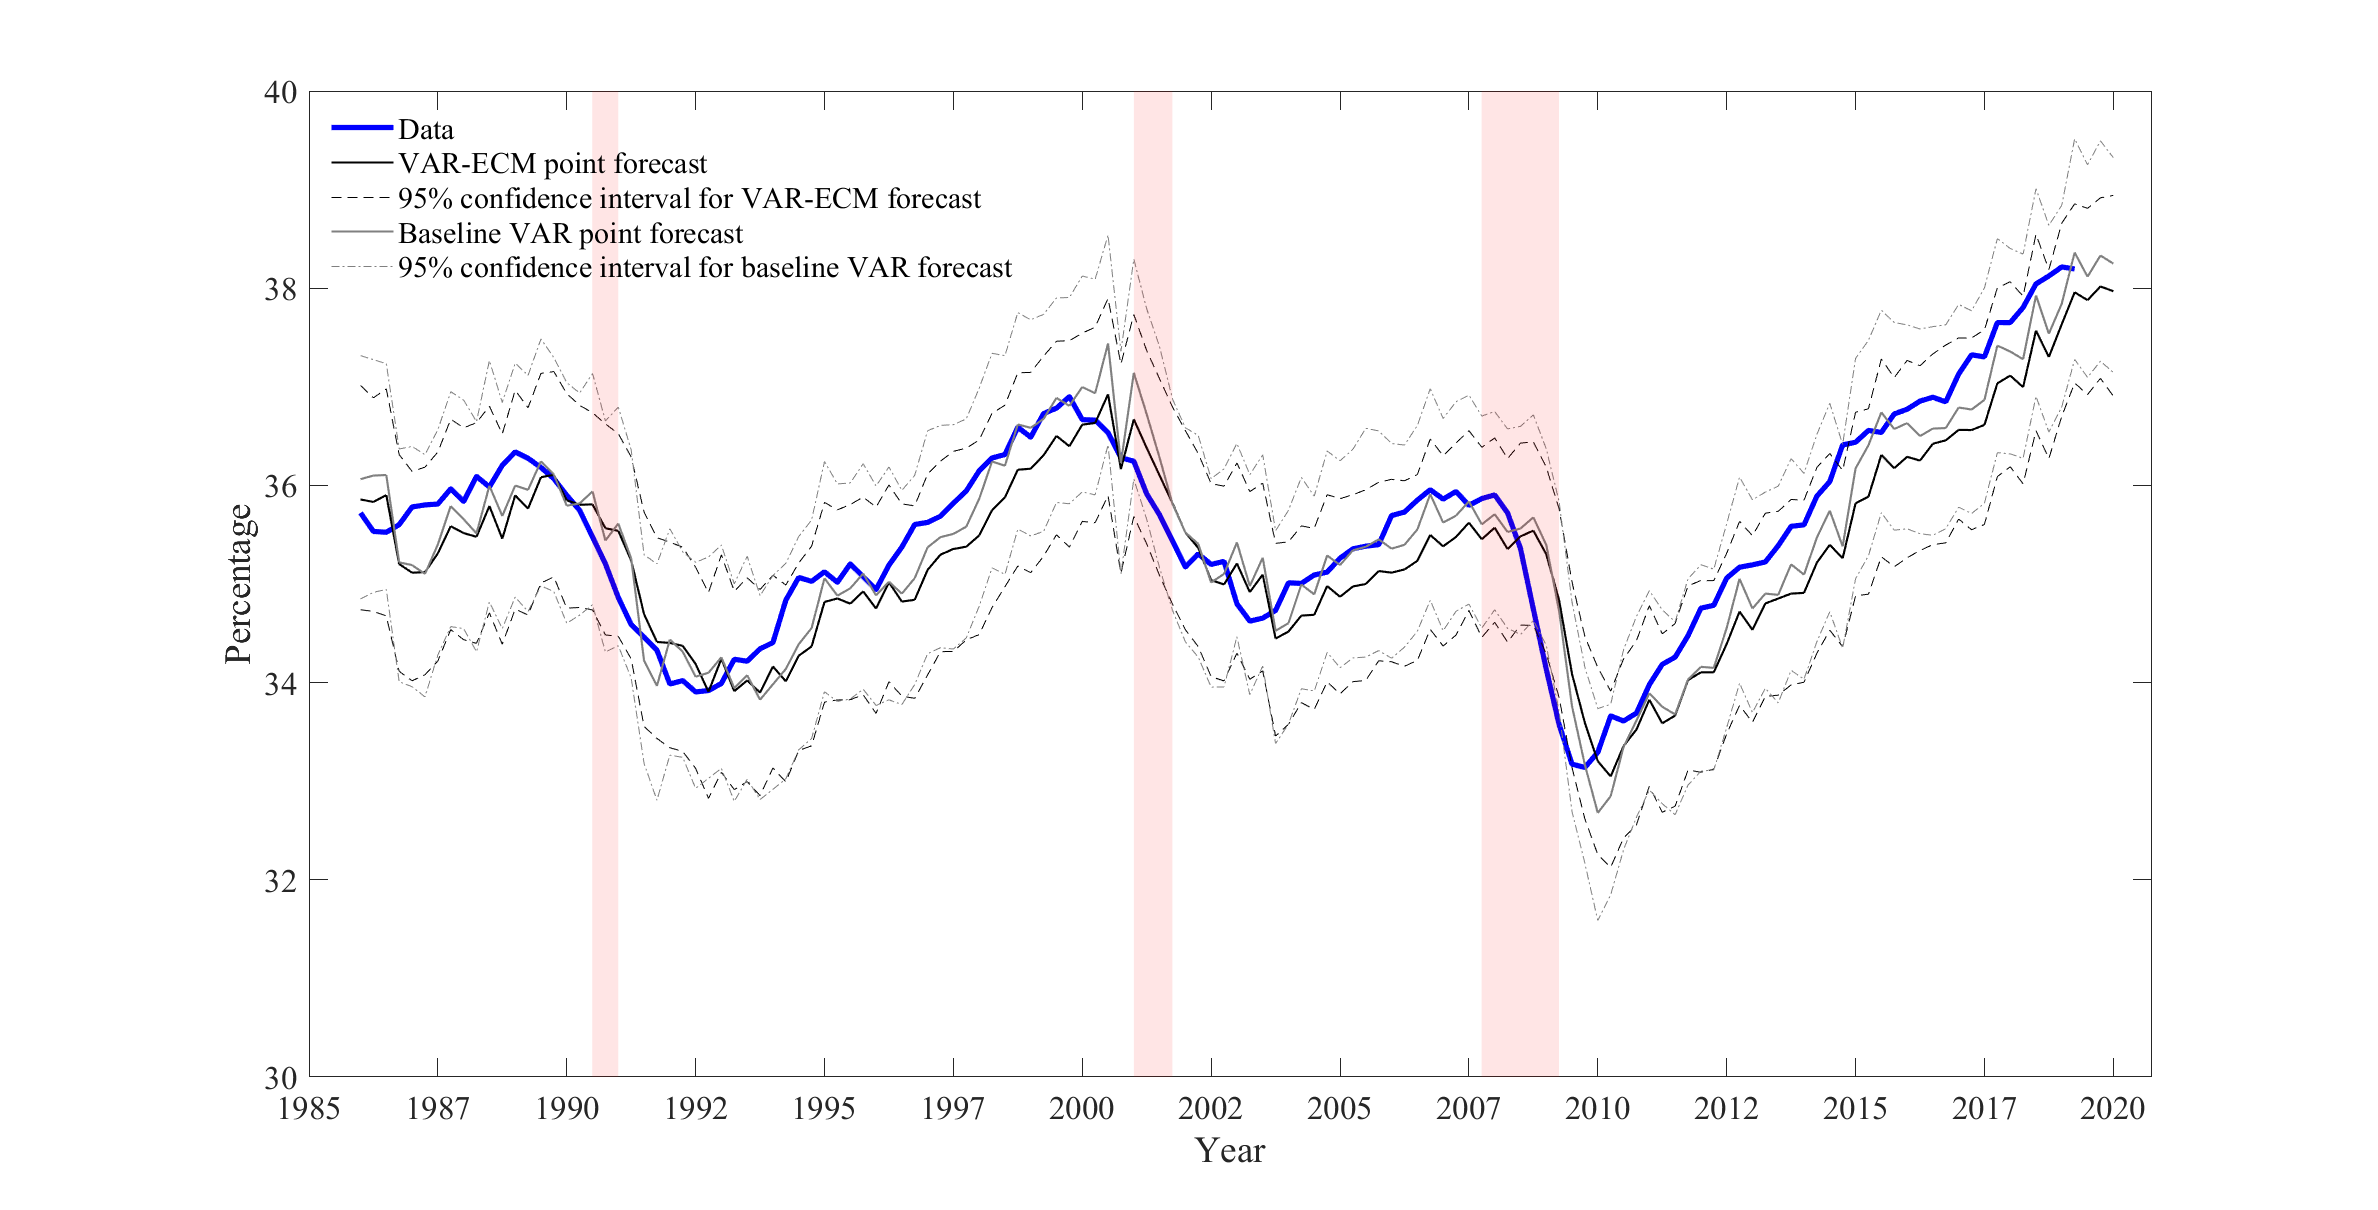 40
38
36
34
32
30
Percentage
Data
VAR-ECM point forecast
95% confidence interval for VAR-ECM forecast
Baseline VAR point forecast
95% confidence interval for baseline VAR forecast
1985 1987 1990 1992 1995 1997 2000 2002 2005 2007 2010 2012 2015 2017 2020
Year